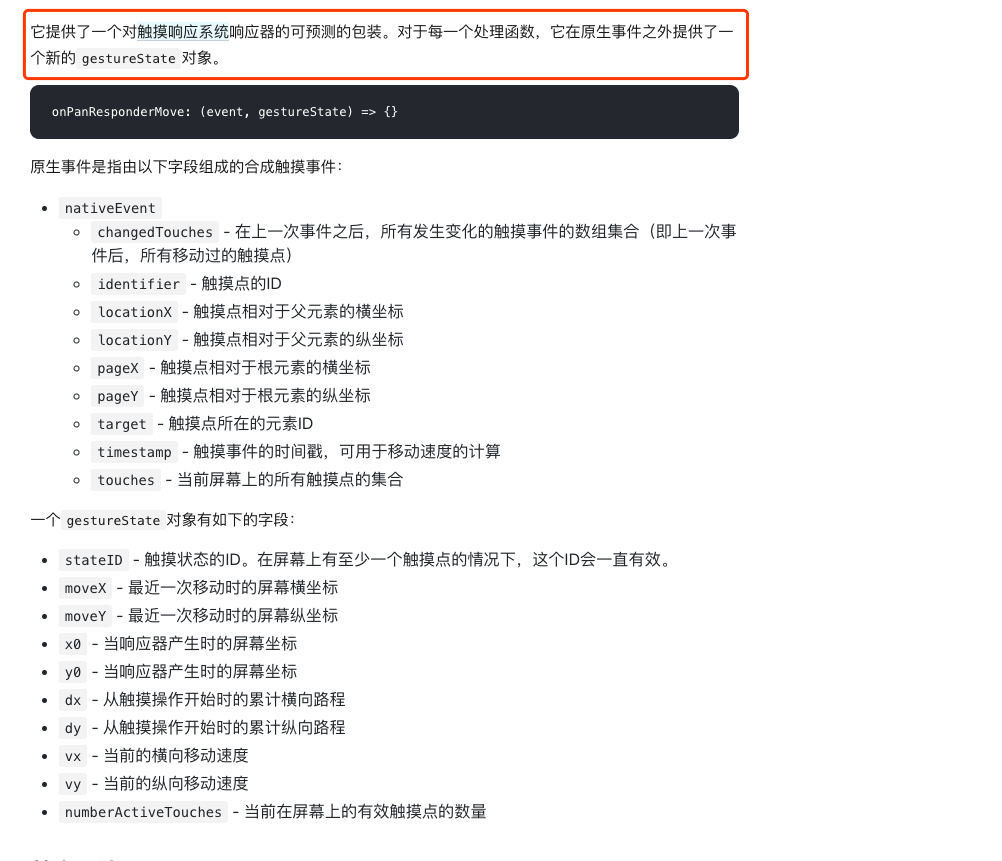 它提供了一个对触摸响应系统响应器的可预测的包装。对于每一个处理函数，它在原生事件之外提供了一
个新的 gestureState 对象。
onPanResponderMove: (event, gestureState) => {}
原生事件是指由以下字段组成的合成触摸事件：
nativeEvent
changedTouches - 在上一次事件之后，所有发生变化的触摸事件的数组集合（即上一次事
件后，所有移动过的触摸点）
identifier - 触摸点的ID
locationX - 触摸点相对于父元素的横坐标
locationY - 触摸点相对于父元素的纵坐标
pageX - 触摸点相对于根元素的横坐标
pageY - 触摸点相对于根元素的纵坐标
target - 触摸点所在的元素ID
timestamp - 触摸事件的时间戳，可用于移动速度的计算
touches - 当前屏幕上的所有触摸点的集合
一个 gestureState 对象有如下的字段：
stateID - 触摸状态的ID。在屏幕上有至少一个触摸点的情况下，这个ID会一直有效。
moveX - 最近一次移动时的屏幕横坐标
moveY - 最近一次移动时的屏幕纵坐标
x0 - 当响应器产生时的屏幕坐标
y0 - 当响应器产生时的屏幕坐标
dx - 从触摸操作开始时的累计横向路程
dy - 从触摸操作开始时的累计纵向路程
vx - 当前的横向移动速度
vy - 当前的纵向移动速度
numberActiveTouches - 当前在屏幕上的有效触摸点的数量